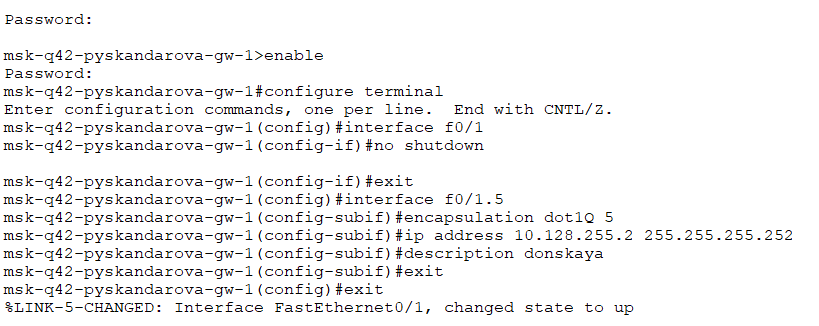 Password:
msk-q42-pyskandarova-gw-1>enable
Password:
msk-q42-pyskandarova-gw-1#configure terminal
Enter configuration commands, one per line.  End with CNTL/Z.
msk-q42-pyskandarova-gw-1(config)#interface f0/1
msk-q42-pyskandarova-gw-1(config-if)#no shutdown
msk-q42-pyskandarova-gw-1(config-if)#exit
msk-q42-pyskandarova-gw-1(config)#interface f0/1.5
msk-q42-pyskandarova-gw-1(config-subif)#encapsulation dot1Q 5
msk-q42-pyskandarova-gw-1(config-subif)#ip address 10.128.255.2 255.255.255.252
msk-q42-pyskandarova-gw-1(config-subif)#description donskaya
msk-q42-pyskandarova-gw-1(config-subif)#exit
msk-q42-pyskandarova-gw-1(config)#exit
%LINK-5-CHANGED: Interface FastEthernet0/1, changed state to up